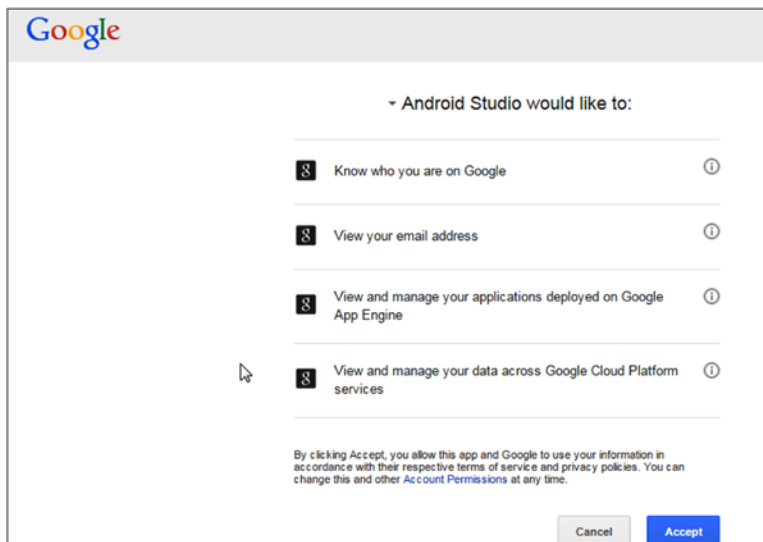 Google
Android Studio would like to:
Know who you are on Google
View your email address
View and manage your applications deployed on Google
App Engine
View and manage your data across Google Cloud Platform
services
By clicking Accept, you allow this app and Google to use your information in
accordance with their respective terms of service and privacy policies. You can
change this and other Account Permissions at any time.
Cancel
Accept